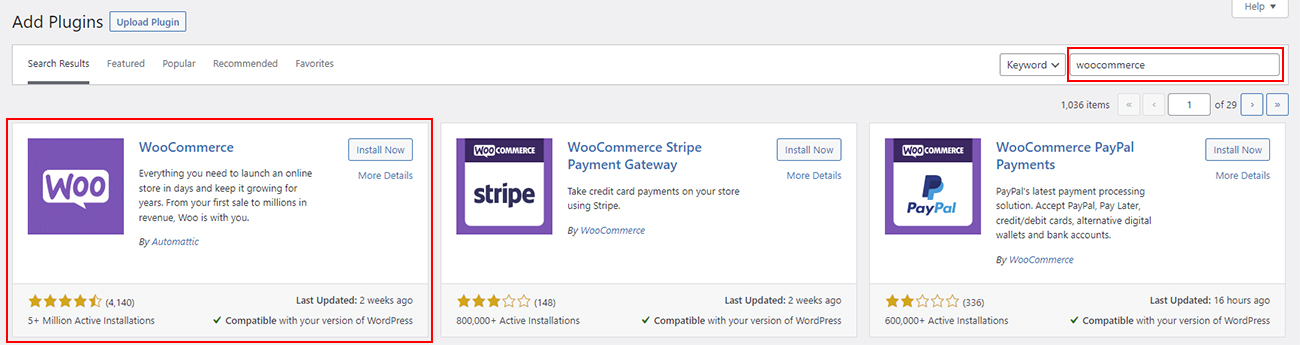 Help ▼
Add Plugins Upload Plugin
Search Results Featured Popular Recommended Favorites Keyword woocommerce
1,036 items « ‹ 1 of 29 › »
Woo
WooCommerce
Install Now
More Details
Everything you need to launch an online
store in days and keep it growing for
years. From your first sale to millions in
revenue, Woo is with you.
By Automattic
(4,140)
Last Updated: 2 weeks ago
5+ Million Active Installations
Compatible with your version of WordPress
WOO COMMERCE
stripe
WooCommerce Stripe
Payment Gateway
Install Now
More Details
Take credit card payments on your store
using Stripe.
By WooCommerce
(148)
Last Updated: 2 weeks ago
800,000+ Active Installations
Compatible with your version of WordPress
WOO COMMERCE
PayPal
WooCommerce PayPal
Payments
Install Now
More Details
PayPal's latest payment processing
solution. Accept PayPal, Pay Later,
credit/debit cards, alternative digital
wallets and bank accounts.
By WooCommerce
(336)
Last Updated: 16 hours ago
600,000+ Active Installations
Compatible with your version of WordPress